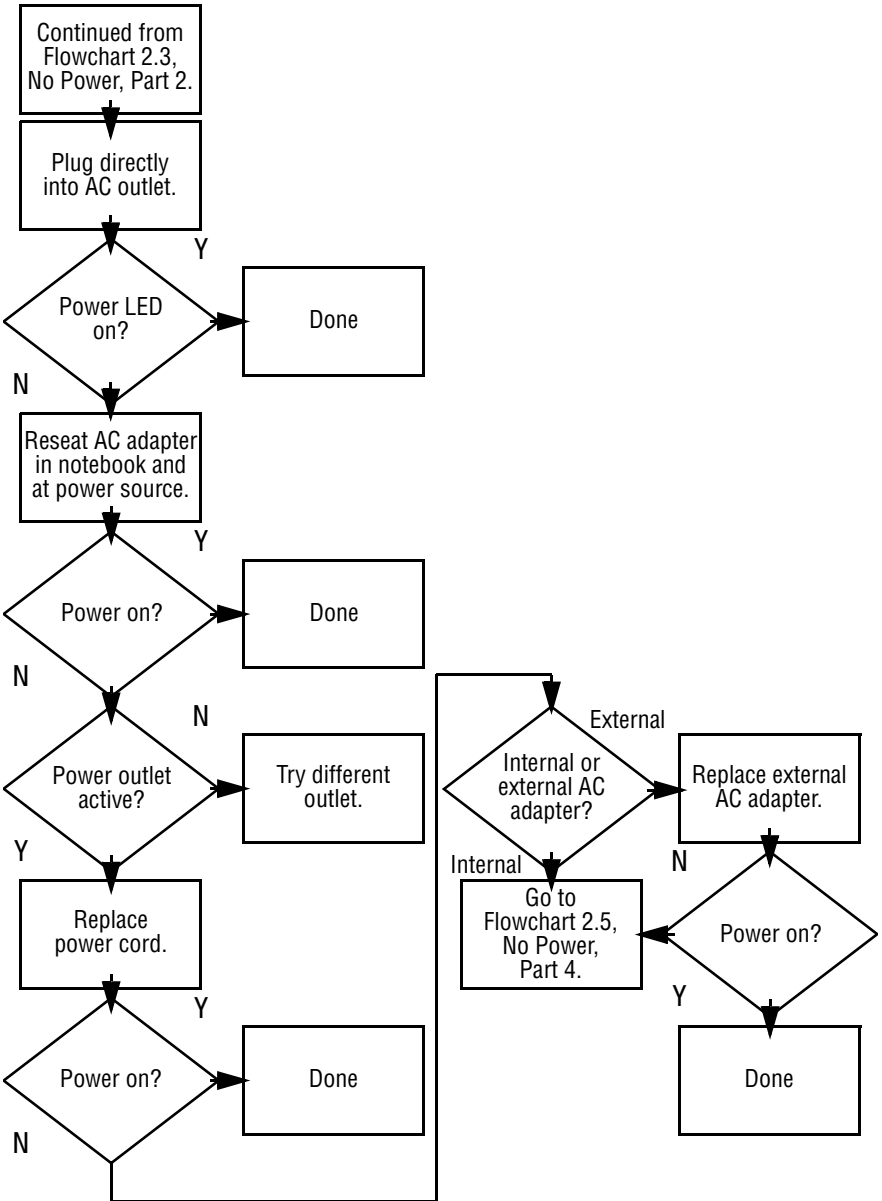 Continued from
Flowchart 2.3,
No Power, Part 2.
Plug directly
into AC outlet.
Y
Power LED
on?
Done
N
Reseat AC adapter
in notebook and
at power source.
Y
Power on?
Done
N
N
Power outlet
active?
Try different
outlet.
Y
Replace
power cord.
Y
Power on?
Done
N
External
Internal or
external AC
adapter?
Replace external
AC adapter.
Internal
N
Go to
Flowchart 2.5,
No Power,
Part 4.
Power on?
Y
Done